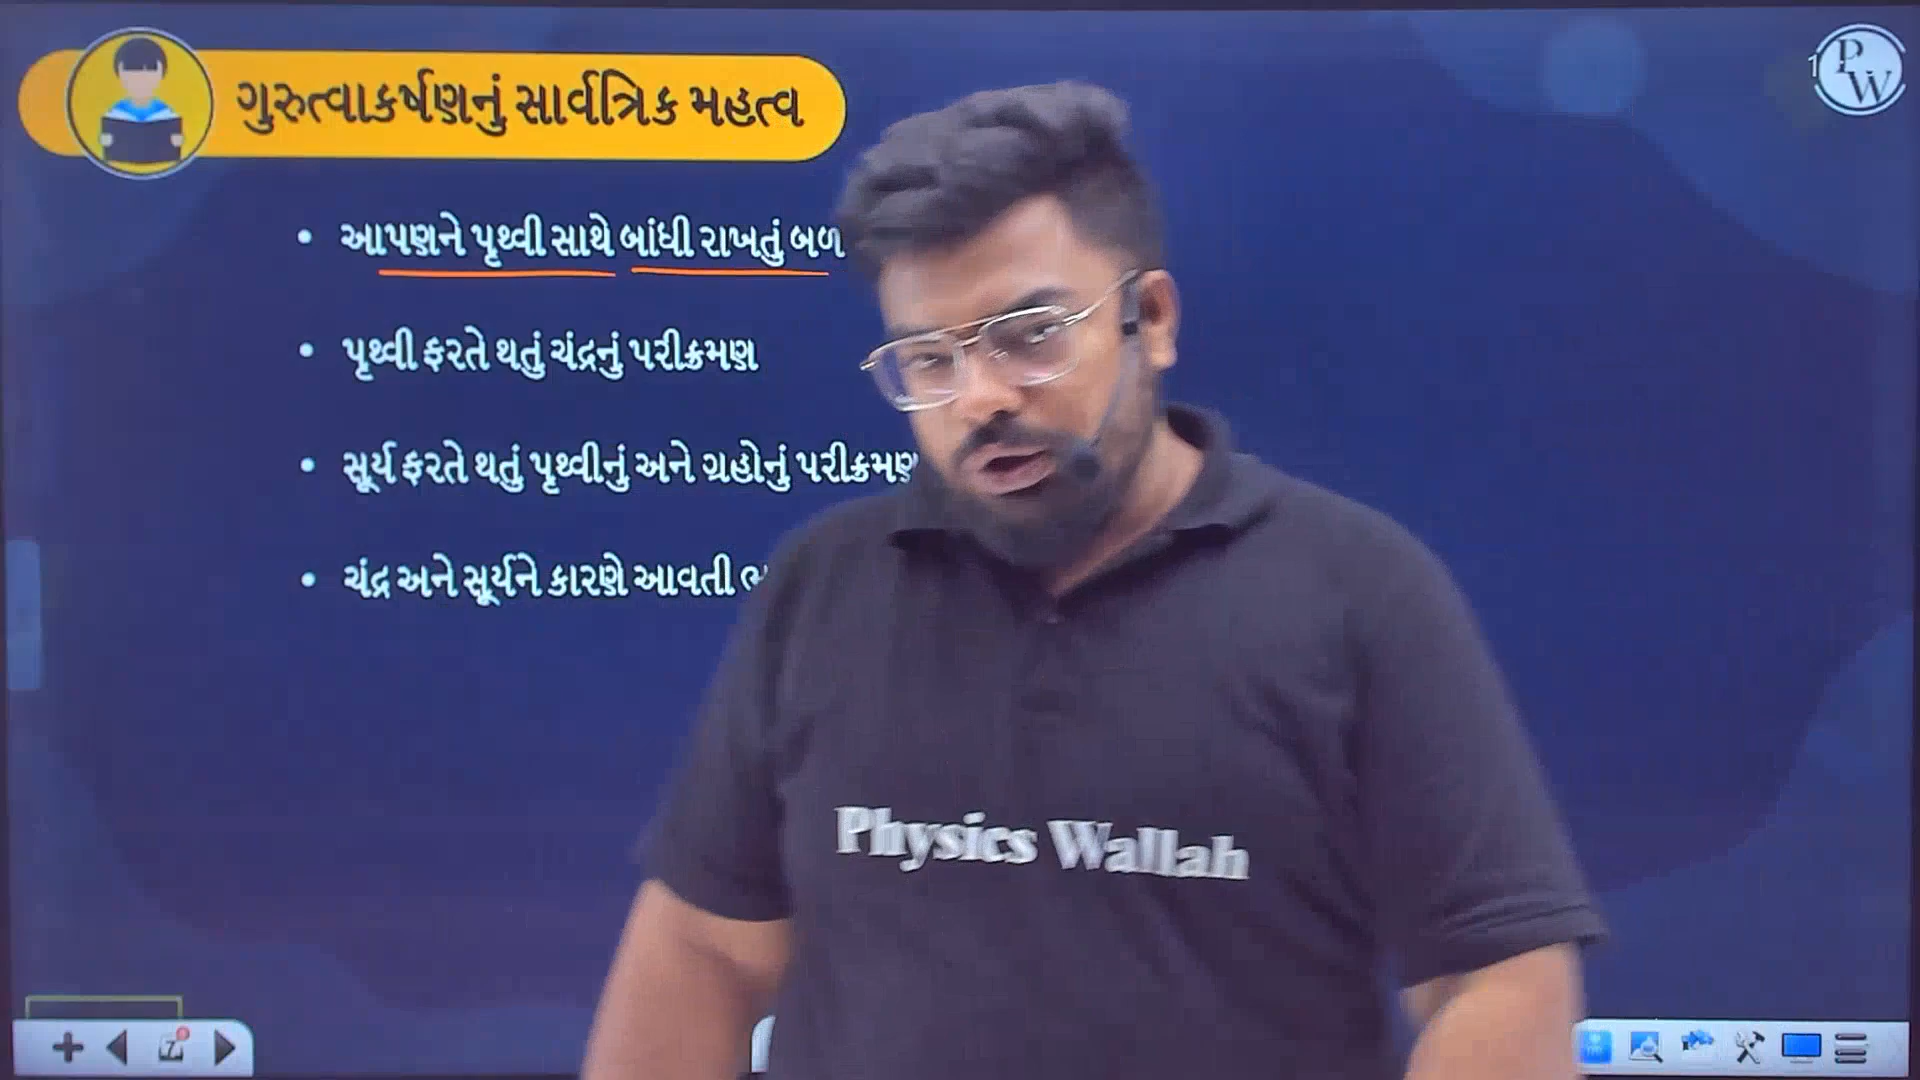 ગુરુત્વાકર્ષણનું સાર્વત્રિક મહત્વ
PW
• આપણને પૃથ્વી સાથે બાંધી રાખતું બળ
• પૃથ્વી ફરતે થતું ચંદ્રનું પરીક્રમણ
• સૂર્ય ફરતે થતું પૃથ્વીનું અને ગ્રહોનું પરીક્રમણ
• ચંદ્ર અને સૂર્યને કારણે આવતી
Physics Wallah
7